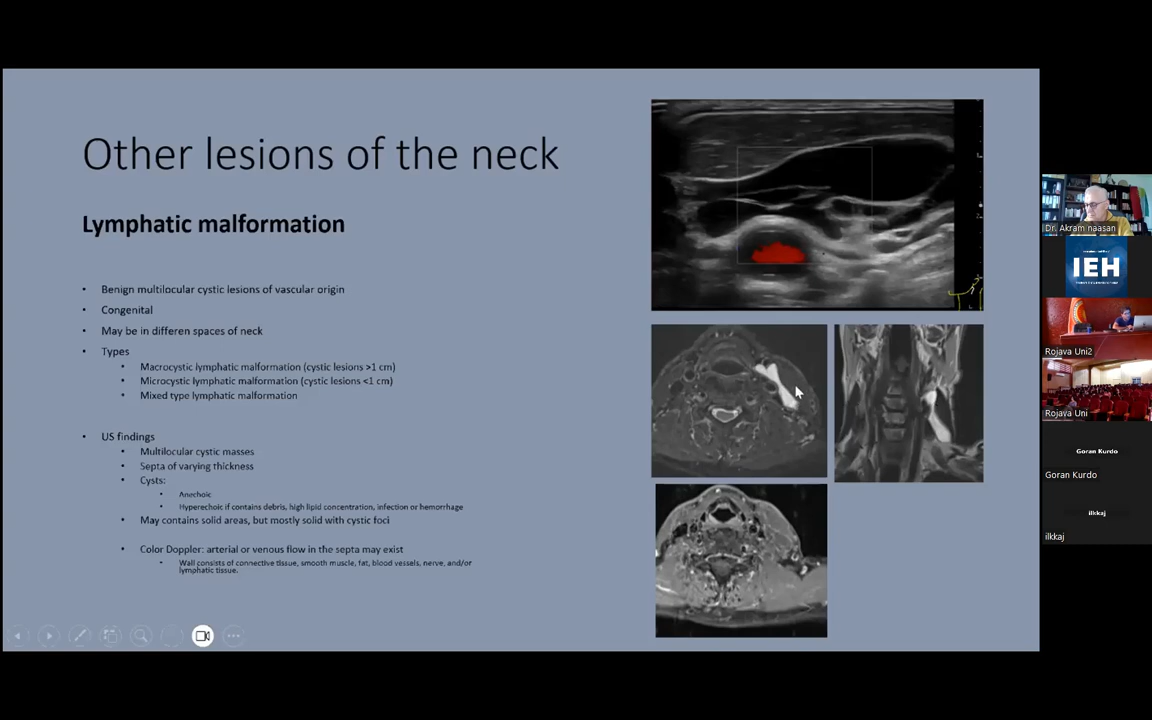 Other lesions of the neck
Lymphatic malformation
• Benign multilocular cystic lesions of vascular origin
• Congenital
• May be in differen spaces of neck
• Types
• Macrocystic lymphatic malformation (cystic lesions >1 cm)
• Microcystic lymphatic malformation (cystic lesions <1 cm)
• Mixed type lymphatic malformation
• US findings
• Multilocular cystic masses
• Septa of varying thickness
• Cysts:
• Anechoic
• Hyperechoic if contains debris, high lipid concentration, infection or hemorrhage
• May contains solid areas, but mostly solid with cystic foci
• Color Doppler: arterial or venous flow in the septa may exist
• Wall consists of connective tissue, smooth muscle, fat, blood vessels, nerve, and/or
lymphatic tissue.
Dr. Akram naasan
IEH
Rojava Uni2
Rojava Uni
Goran Kurdo
Goran Kurdo
ilkkaj
ilkkaj